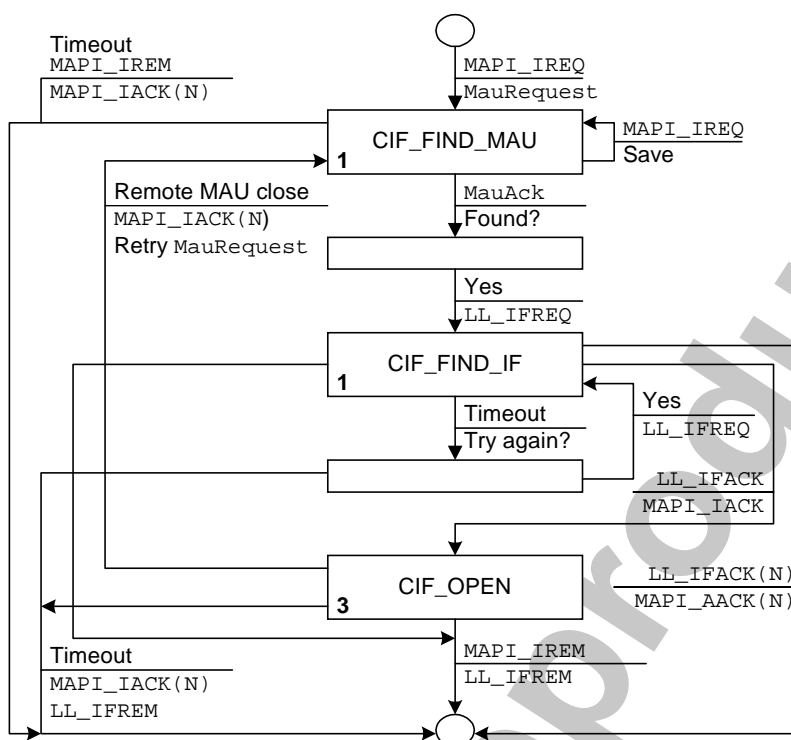 Timeout
MAPI_IREM
MAPI_IACK(N)
MAPI_IREQ
MauRequest
CIF_FIND_MAU
1
MAPI_IREQ
Save
Remote MAU close
MAPI_IACK(N)
Retry MauRequest
MauAck
Found?
Yes
LL_IFREQ
CIF_FIND_IF
1
Timeout
Try again?
Yes
LL_IFREQ
LL_IFACK
MAPI_IACK
CIF_OPEN
3
LL_IFACK(N)
MAPI_AACK(N)
Timeout
MAPI_IACK(N)
LL_IFREM
MAPI_IREM
LL_IFREM
produ